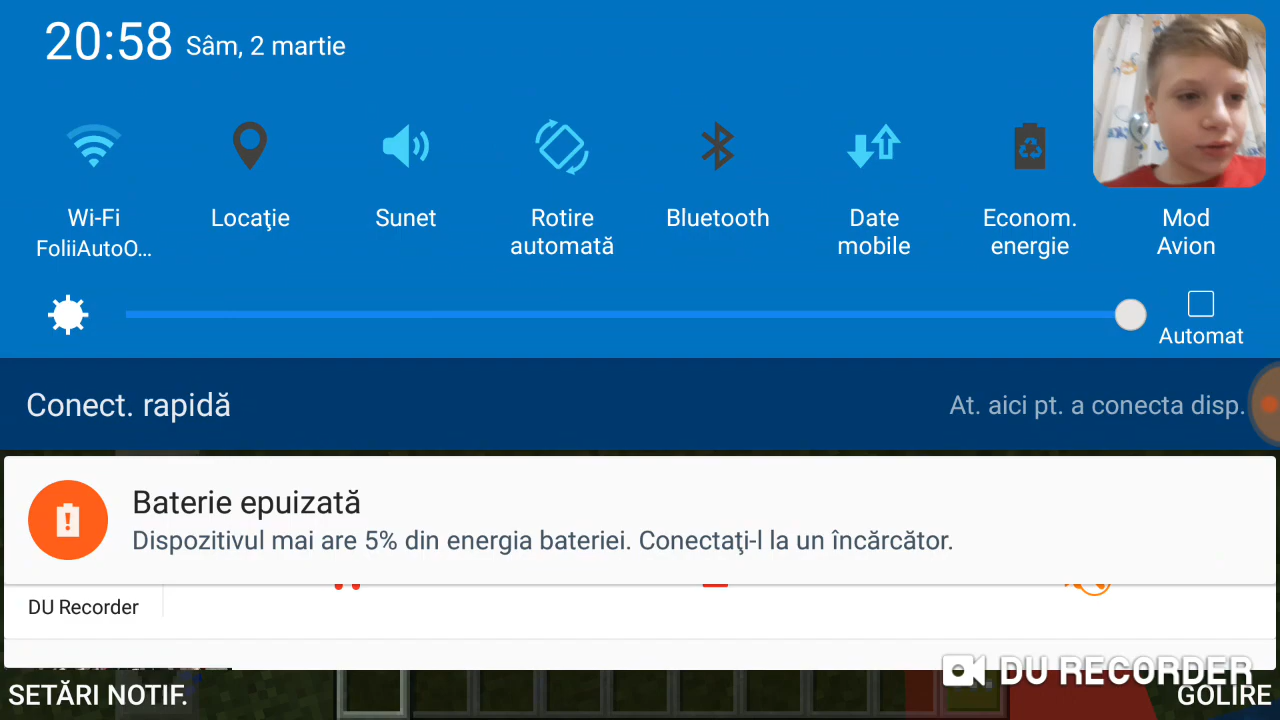 20:58 Sâm, 2 martie
Wi-Fi
FoliiAutoO...
Locaţie
Sunet
Rotire
automată
Bluetooth
Date
mobile
Econom.
energie
Mod
Avion
Automat
Conect. rapidă
At. aici pt. a conecta disp.
Baterie epuizată
Dispozitivul mai are 5% din energia bateriei. Conectaţi-l la un încărcător.
DU Recorder
DU RECORDER
SETĂRI NOTIF.
GOLIRE